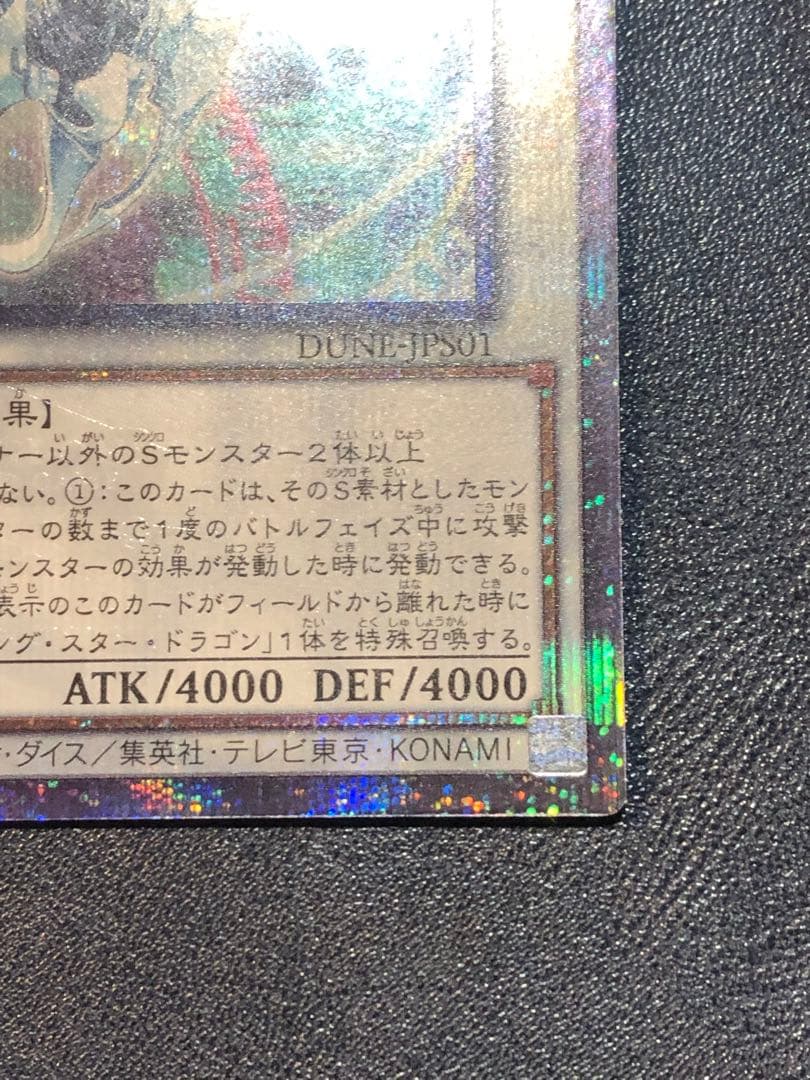 DUNE-JPS01
果】
ナー以外のSモンスター2体以上
ない。①：このカードは、そのS素材としたモン
ターの数まで1度のバトルフェイズ中に攻撃
モンスターの効果が発動した時に発動できる。
表示のこのカードがフィールドから離れた時に
ング・スター・ドラゴン」1体を特殊召喚する。
ATK/4000 DEF/4000
・ダイス/集英社・テレビ東京・KONAMI